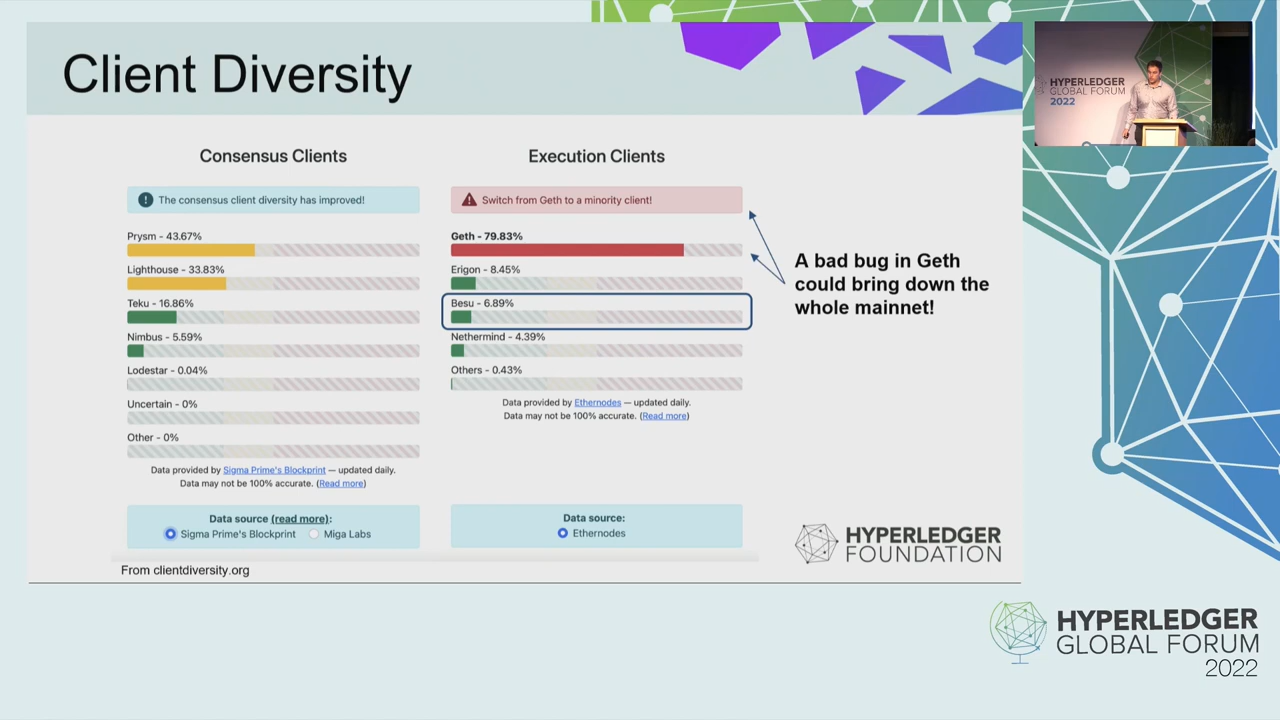 Client Diversity
Consensus Clients
The consensus client diversity has improved!
Prysm - 43.67%
Lighthouse - 33.83%
Teku - 16.86%
Nimbus - 5.59%
Lodestar - 0.04%
Uncertain - 0%
Other - 0%
Data provided by Sigma Prime's Blockprint — updated daily.
Data may not be 100% accurate. (Read more)
Data source (read more):
Sigma Prime's Blockprint Miga Labs
From clientdiversity.org
Execution Clients
Switch from Geth to a minority client!
Geth - 79.83%
Erigon - 8.45%
Besu - 6.89%
Nethermind - 4.39%
Others - 0.43%
Data provided by Ethernodes — updated daily.
Data may not be 100% accurate. (Read more)
Data source:
Ethernodes
A bad bug in Geth
could bring down the
whole mainnet!
HYPERLEDGER
FOUNDATION
HYPERLEDGER
GLOBAL FORUM
2022
HYPERLEDGER
GLOBAL FORUM
2022